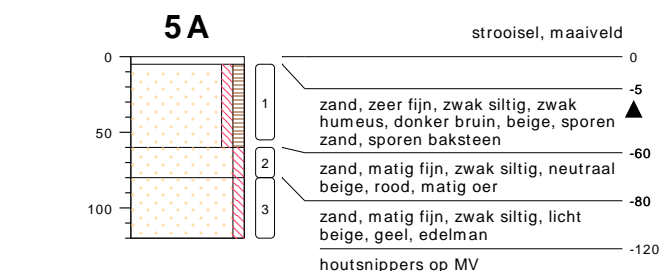 5A
strooisel, maaiveld
0
0
-5
zand, zeer fijn, zwak siltig, zwak
humeus, donker bruin, beige, sporen
zand, sporen baksteen
1
50
-60
zand, matig fijn, zwak siltig, neutraal
beige, rood, matig oer
2
-80
zand, matig fijn, zwak siltig, licht
beige, geel, edelman
3
100
-120
houtsnippers op MV